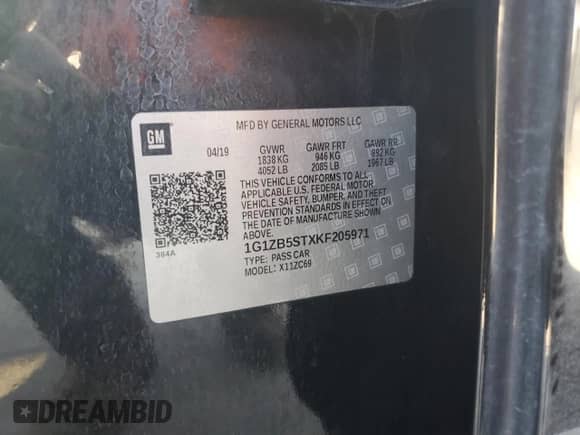 GM
MFD BY GENERAL MOTORS LLC
04/19 GVWR GAWR FRT GAWR RR
1838 KG 946 KG 892 KG
4052 LB 2085 LB 1967 LB
THIS VEHICLE CONFORMS TO ALL
APPLICABLE U.S. FEDERAL MOTOR
VEHICLE SAFETY, BUMPER, AND THEFT
PREVENTION STANDARDS IN EFFECT ON
THE DATE OF MANUFACTURE SHOWN
ABOVE.
384A
1G1ZB5STXKF205971
TYPE: PASS CAR
MODEL: X11ZC69
DREAMBID